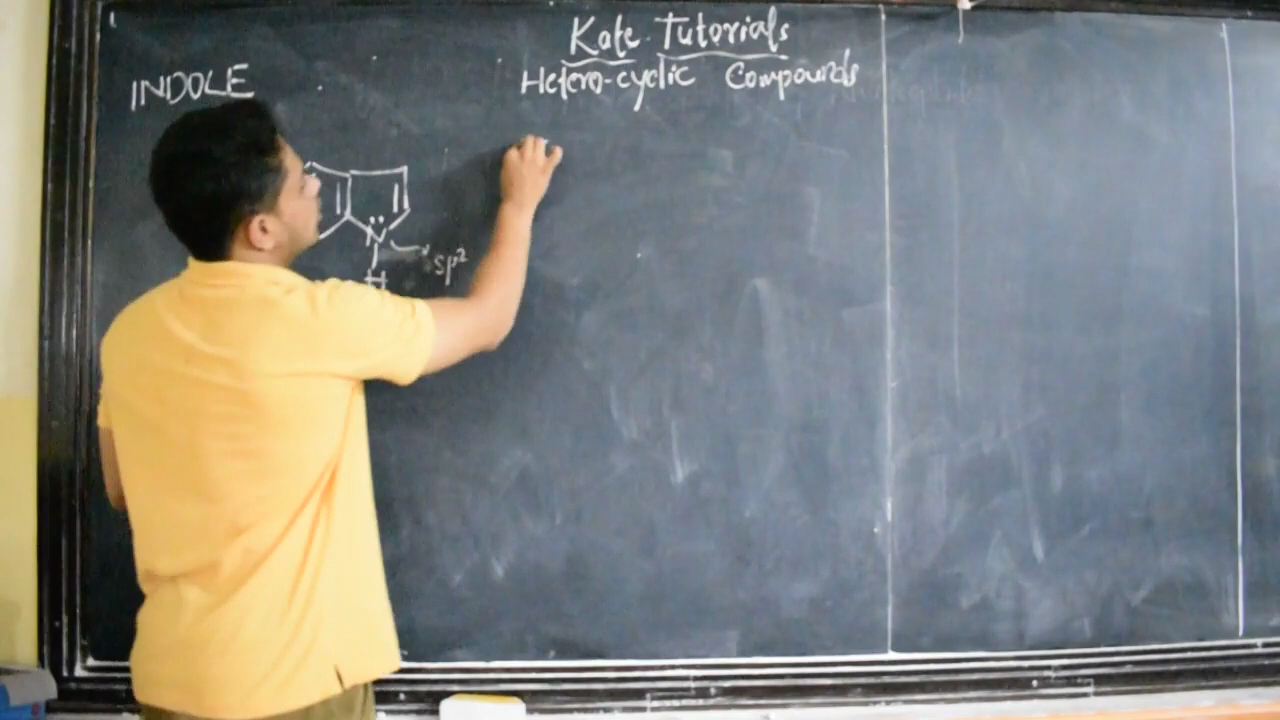 Kate Tutorials
Hetero-cyclic Compounds
INDOLE
N
sp²
H